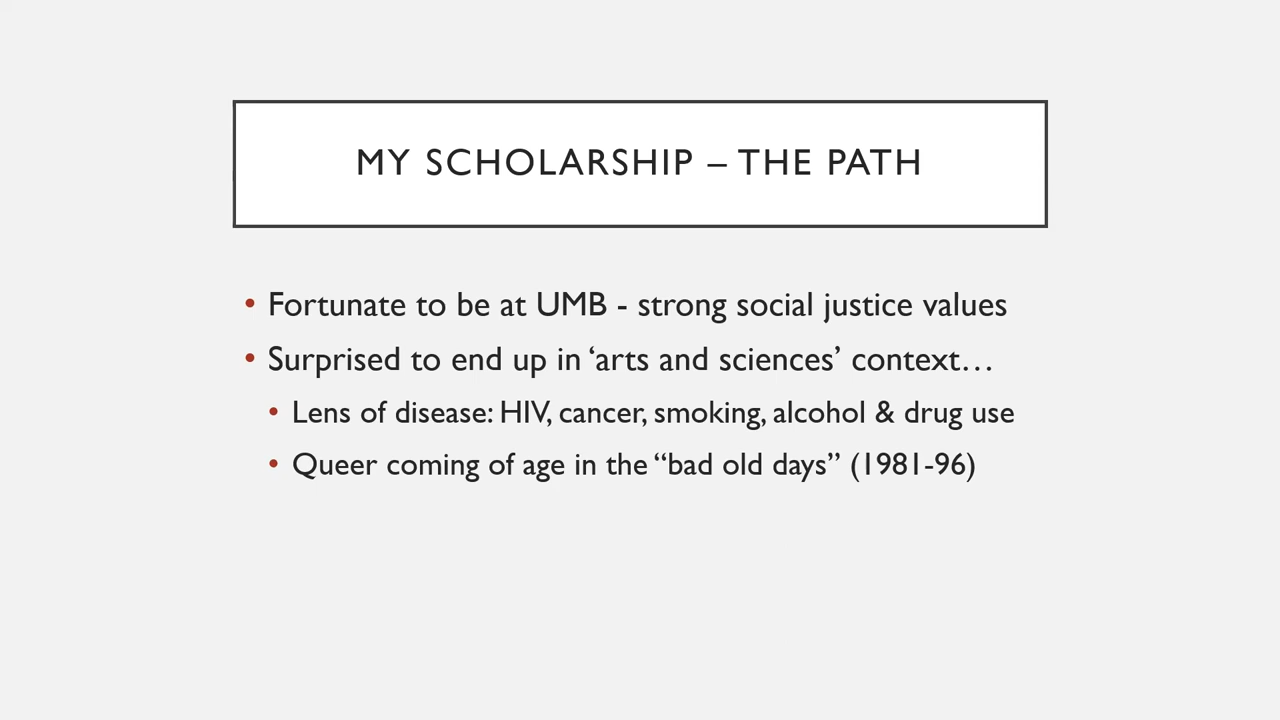 MY SCHOLARSHIP – THE PATH
• Fortunate to be at UMB - strong social justice values
• Surprised to end up in ‘arts and sciences’ context…
• Lens of disease: HIV, cancer, smoking, alcohol & drug use
• Queer coming of age in the “bad old days” (1981-96)